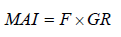 MAI = F × GR